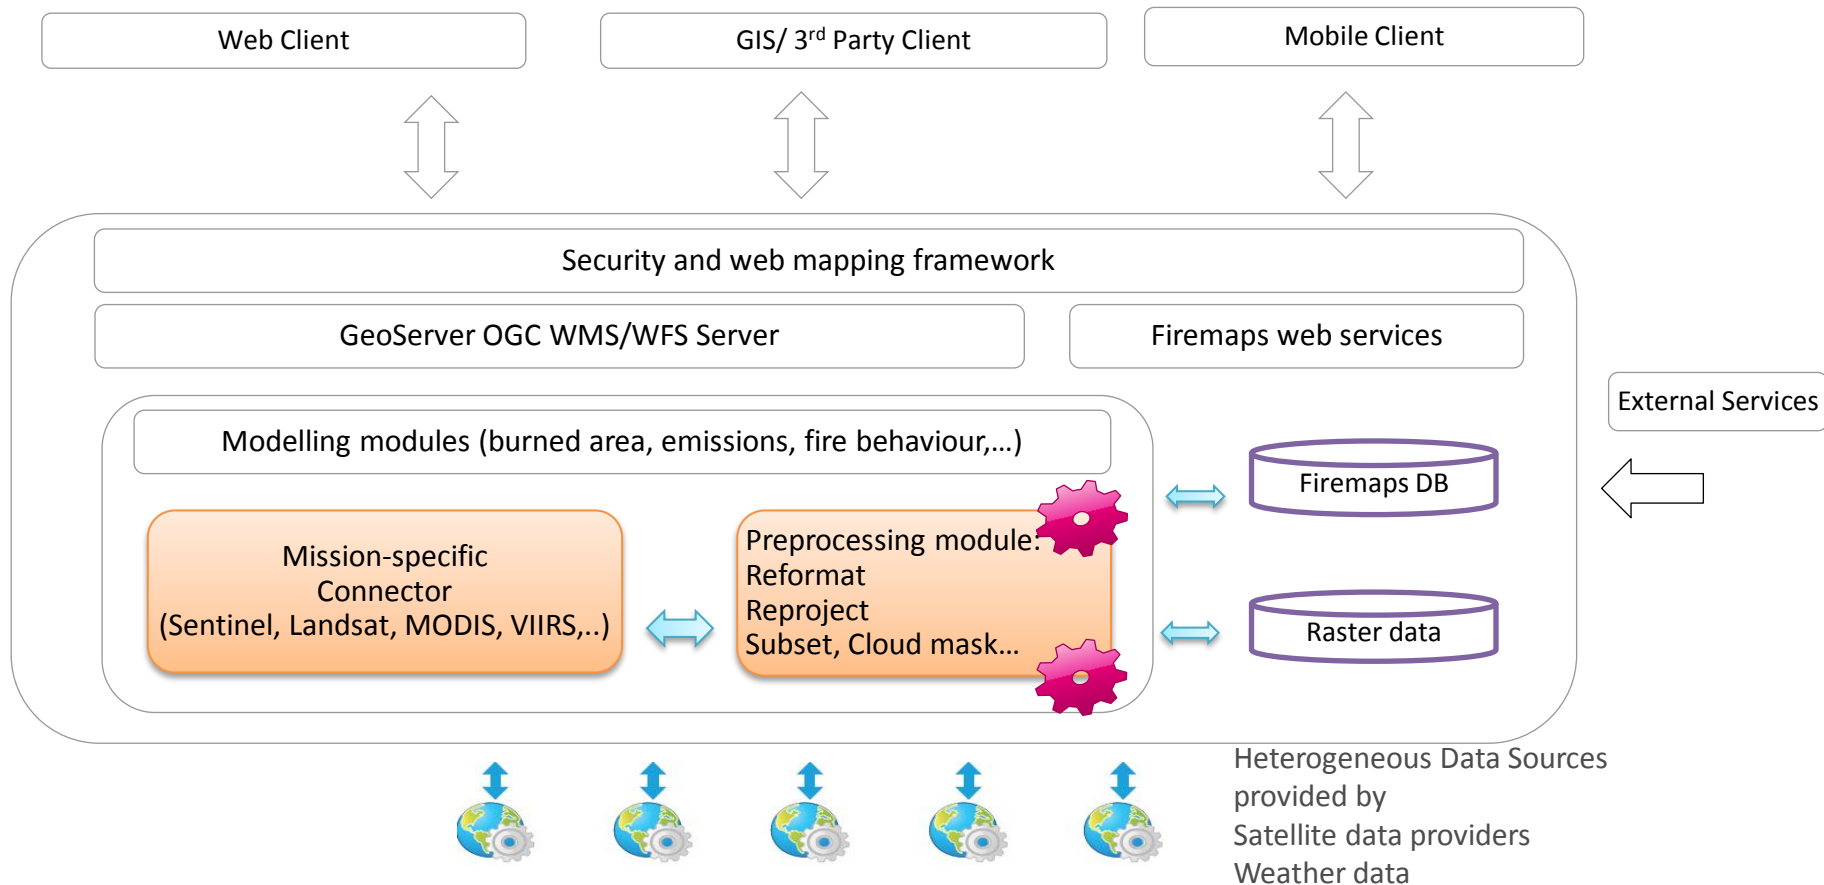 Web Client
GIS/ 3rd Party Client
Mobile Client
Security and web mapping framework
GeoServer OGC WMS/WFS Server
Firemaps web services
External Services
Modelling modules (burned area, emissions, fire behaviour,...)
Firemaps DB
Mission-specific
Connector
(Sentinel, Landsat, MODIS, VIIRS,..)
Preprocessing module:
Reformat
Reproject
Subset, Cloud mask...
Raster data
Heterogeneous Data Sources
provided by
Satellite data providers
Weather data